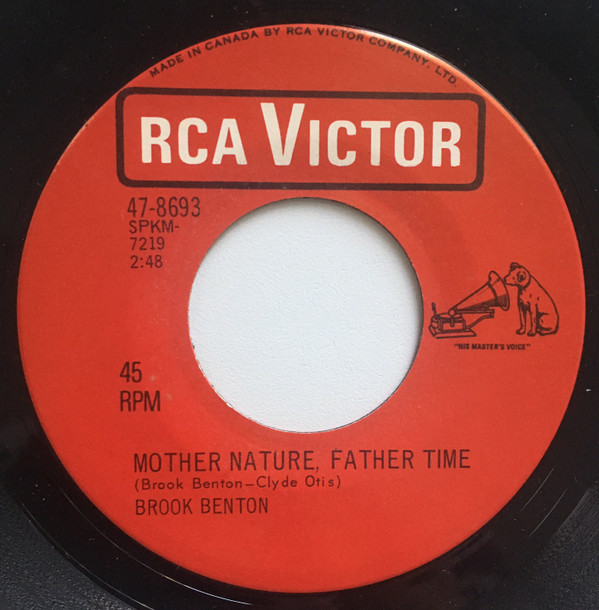 MADE IN CANADA BY RCA VICTOR COMPANY, LTD.
RCA VICTOR
47-8693
SPKM-
7219
2:48
"HIS MASTER'S VOICE"
45
RPM
MOTHER NATURE, FATHER TIME
(Brook Benton-Clyde Otis)
BROOK BENTON